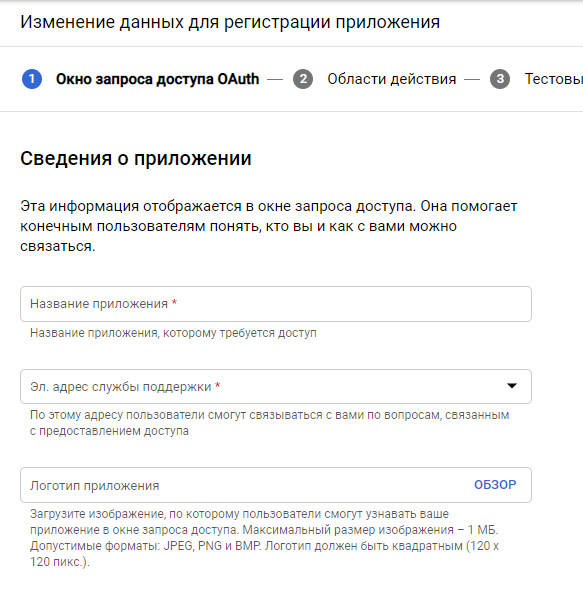 Изменение данных для регистрации приложения
1 Окно запроса доступа OAuth — 2 Области действия — 3 Тестовы
Сведения о приложении
Эта информация отображается в окне запроса доступа. Она помогает
конечным пользователям понять, кто вы и как с вами можно
связаться.
Название приложения *
Название приложения, которому требуется доступ
Эл. адрес службы поддержки *
По этому адресу пользователи смогут связываться с вами по вопросам, связанным
с предоставлением доступа
Логотип приложения ОБЗОР
Загрузите изображение, по которому пользователи смогут узнавать ваше
приложение в окне запроса доступа. Максимальный размер изображения – 1 МБ.
Допустимые форматы: JPEG, PNG и BMP. Логотип должен быть квадратным (120 x
120 пикс.).